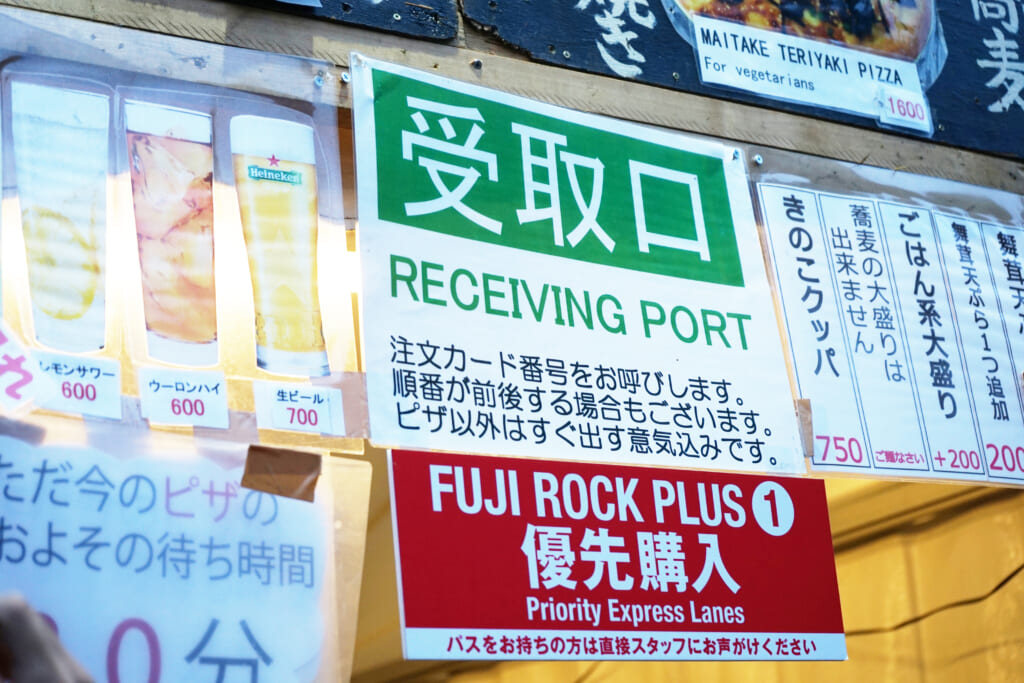 焼き
MAITAKE TERIYAKI PIZZA
For vegetarians
1600
Heineken
レモンサワー
600
ウーロンハイ
600
生ビール
700
受取口
RECEIVING PORT
注文カード番号をお呼びします。
順番が前後する場合もございます。
ピザ以外はすぐ出す意気込みです。
きのこクッパ
750
蕎麦の大盛りは
出来ません
ご麺なさい
ごはん系大盛り
+200
舞茸天ぷら1つ追加
200
FUJI ROCK PLUS 1
優先購入
Priority Express Lanes
パスをお持ちの方は直接スタッフにお声がけください
ただ今のピザの
およその待ち時間
0分